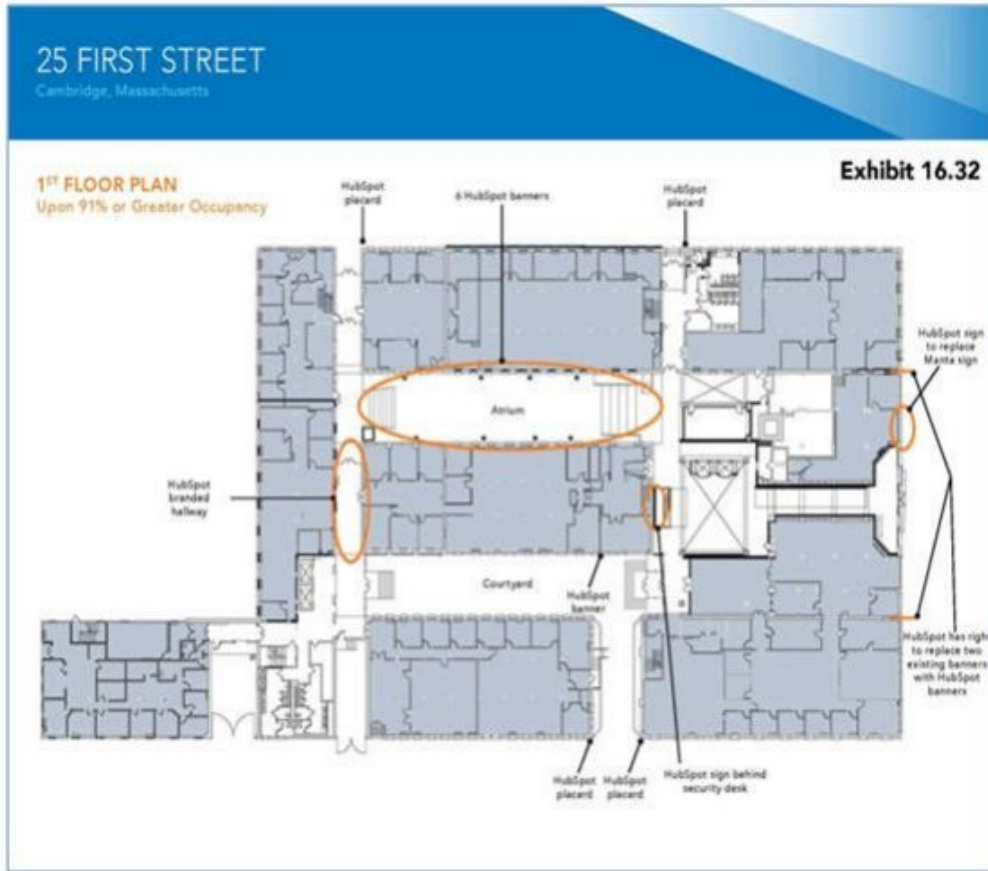 25 FIRST STREET
Cambridge, Massachusetts
Exhibit 16.32
1ST FLOOR PLAN
Upon 91% or Greater Occupancy
HubSpot
placard
6 HubSpot banners
HubSpot
placard
HubSpot sign
to replace
Manta sign
Atrium
HubSpot
branded
hallway
Courtyard
HubSpot
banner
HubSpot has right
to replace two
existing banners
with HubSpot
banners
HubSpot
placard
HubSpot
placard
HubSpot sign behind
security desk